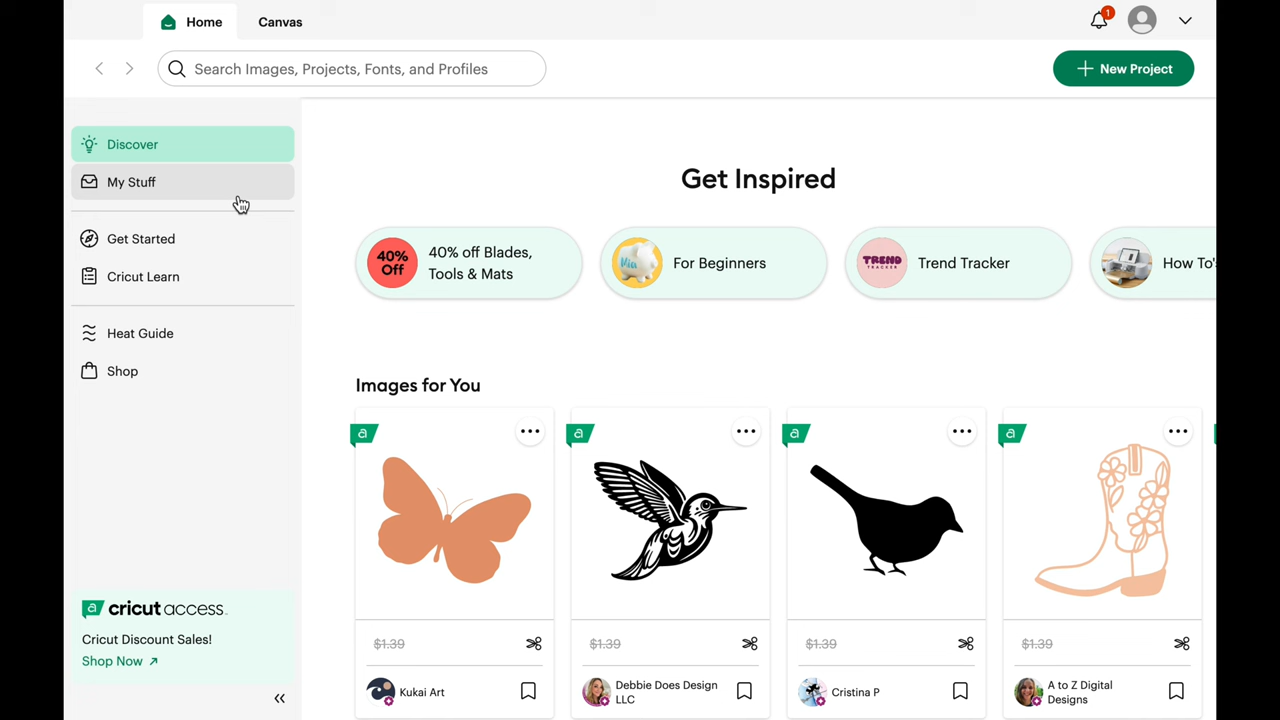 Home
Canvas
1
Search Images, Projects, Fonts, and Profiles
New Project
Discover
My Stuff
Get Started
Cricut Learn
Heat Guide
Shop
a cricut access™
Cricut Discount Sales!
Shop Now
Get Inspired
40%
Off
40% off Blades,
Tools & Mats
Via
For Beginners
TREND
TRACKER
Trend Tracker
How To's
Images for You
a
$1.39
Kukai Art
a
$1.39
Debbie Does Design
LLC
a
$1.39
Cristina P
a
$1.39
A to Z Digital
Designs